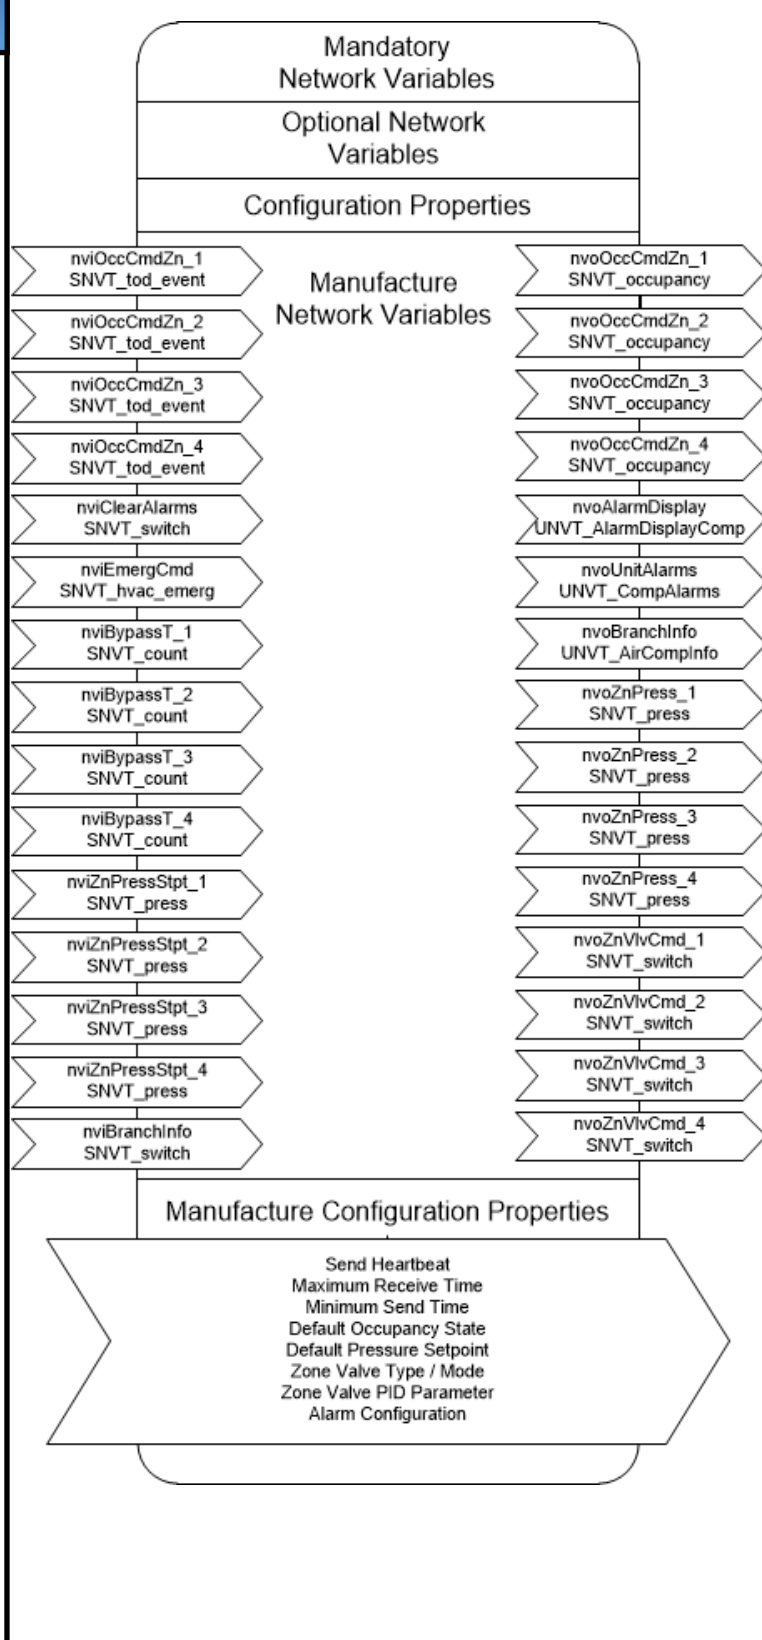 Mandatory
Network Variables
Optional Network
Variables
Configuration Properties
Manufacture
Network Variables
nviOccCmdZn_1
SNVT_tod_event
nviOccCmdZn_2
SNVT_tod_event
nviOccCmdZn_3
SNVT_tod_event
nviOccCmdZn_4
SNVT_tod_event
nviClearAlarms
SNVT_switch
nviEmergCmd
SNVT_hvac_emerg
nviBypassT_1
SNVT_count
nviBypassT_2
SNVT_count
nviBypassT_3
SNVT_count
nviBypassT_4
SNVT_count
nviZnPressStpt_1
SNVT_press
nviZnPressStpt_2
SNVT_press
nviZnPressStpt_3
SNVT_press
nviZnPressStpt_4
SNVT_press
nviBranchInfo
SNVT_switch
nvoOccCmdZn_1
SNVT_occupancy
nvoOccCmdZn_2
SNVT_occupancy
nvoOccCmdZn_3
SNVT_occupancy
nvoOccCmdZn_4
SNVT_occupancy
nvoAlarmDisplay
UNVT_AlarmDisplayComp
nvoUnitAlarms
UNVT_CompAlarms
nvoBranchInfo
UNVT_AirCompInfo
nvoZnPress_1
SNVT_press
nvoZnPress_2
SNVT_press
nvoZnPress_3
SNVT_press
nvoZnPress_4
SNVT_press
nvoZnVlvCmd_1
SNVT_switch
nvoZnVlvCmd_2
SNVT_switch
nvoZnVlvCmd_3
SNVT_switch
nvoZnVlvCmd_4
SNVT_switch
Manufacture Configuration Properties
Send Heartbeat
Maximum Receive Time
Minimum Send Time
Default Occupancy State
Default Pressure Setpoint
Zone Valve Type / Mode
Zone Valve PID Parameter
Alarm Configuration